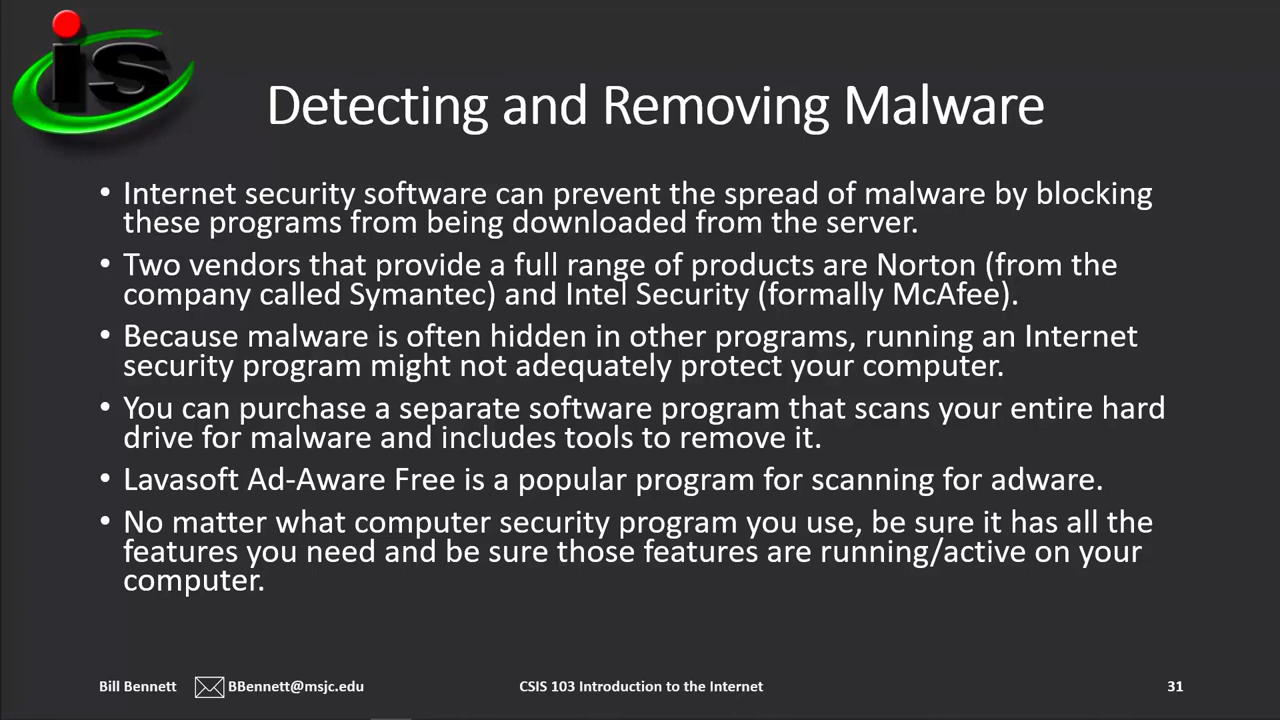 is
Detecting and Removing Malware
• Internet security software can prevent the spread of malware by blocking
these programs from being downloaded from the server.
• Two vendors that provide a full range of products are Norton (from the
company called Symantec) and Intel Security (formally McAfee).
• Because malware is often hidden in other programs, running an Internet
security program might not adequately protect your computer.
• You can purchase a separate software program that scans your entire hard
drive for malware and includes tools to remove it.
• Lavasoft Ad-Aware Free is a popular program for scanning for adware.
• No matter what computer security program you use, be sure it has all the
features you need and be sure those features are running/active on your
computer.
Bill Bennett BBennett@msjc.edu CSIS 103 Introduction to the Internet 31